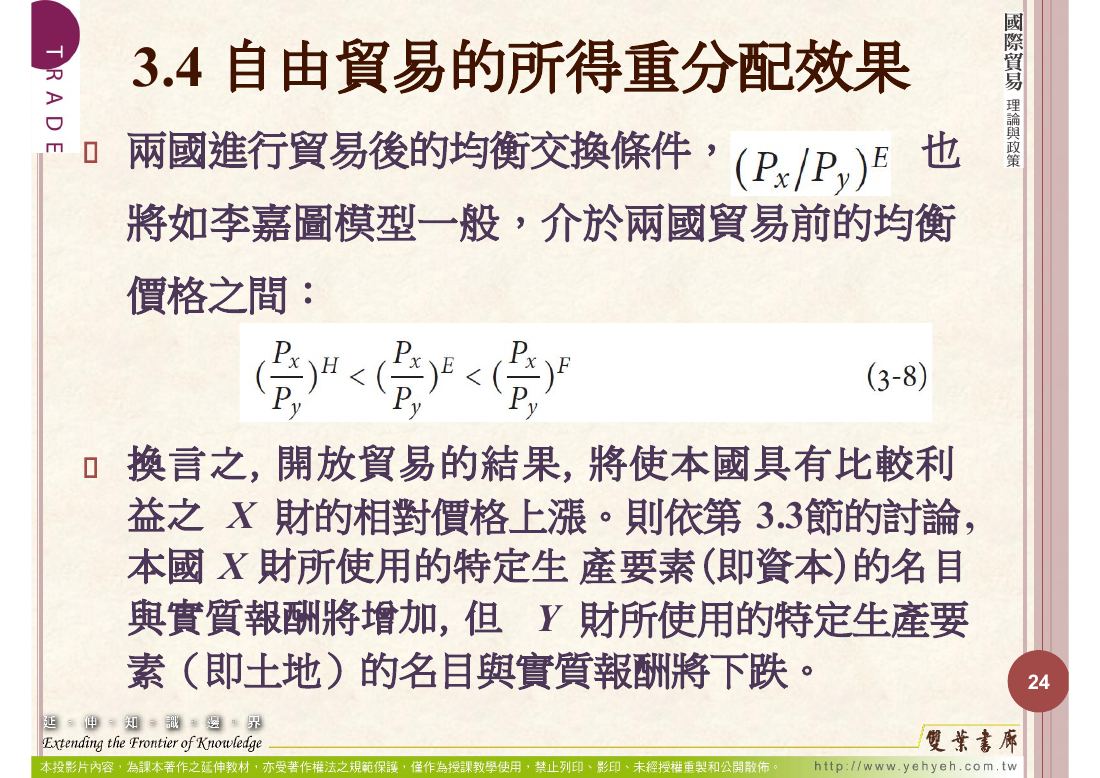 TRADE
國際貿易 理論與政策
3.4 自由貿易的所得重分配效果
兩國進行貿易後的均衡交換條件，(Pₓ/Pᵧ)ᴱ 也
將如李嘉圖模型一般，介於兩國貿易前的均衡
價格之間：
(Pₓ/Pᵧ)ᴴ < (Pₓ/Pᵧ)ᴱ < (Pₓ/Pᵧ)ꟳ (3-8)
換言之, 開放貿易的結果, 將使本國具有比較利
益之 X 財的相對價格上漲。則依第 3.3節的討論,
本國 X 財所使用的特定生 產要素(即資本)的名目
與實質報酬將增加, 但 Y 財所使用的特定生產要
素（即土地）的名目與實質報酬將下跌。
24
延。伸。知。識。邊。界
Extending the Frontier of Knowledge
雙葉書廊
本投影片內容，為課本著作之延伸教材，亦受著作權法之規範保護，僅作為授課教學使用，禁止列印、影印、未經授權重製和公開散佈。 http://www.yehyeh.com.tw